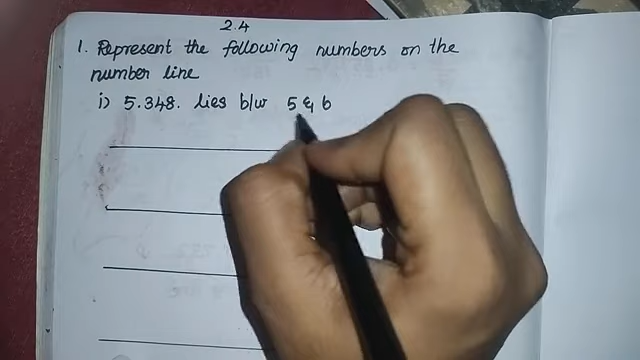 2.4
1. Represent the following numbers on the
number line
i) 5.348. lies b/w 5 & 6